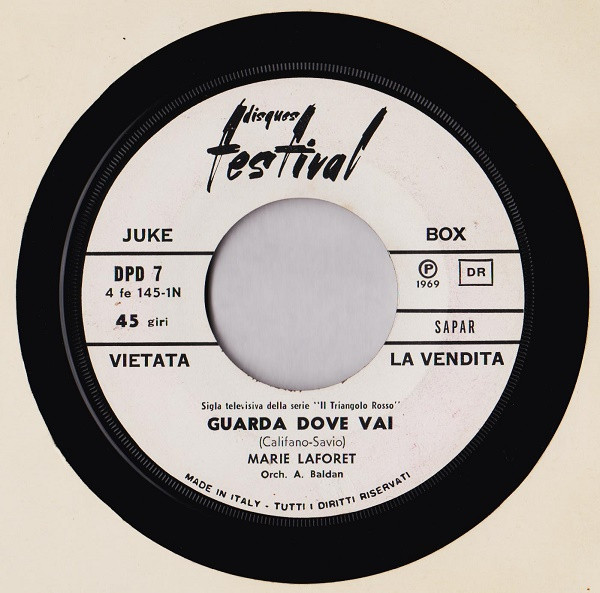 disques
festival
JUKE BOX
DPD 7
4 fe 145-1N
45 giri
℗ DR
1969
SAPAR
VIETATA LA VENDITA
Sigla televisiva della serie "Il Triangolo Rosso"
GUARDA DOVE VAI
(Califano-Savio)
MARIE LAFORET
Orch. A. Baldan
MADE IN ITALY - TUTTI I DIRITTI RISERVATI